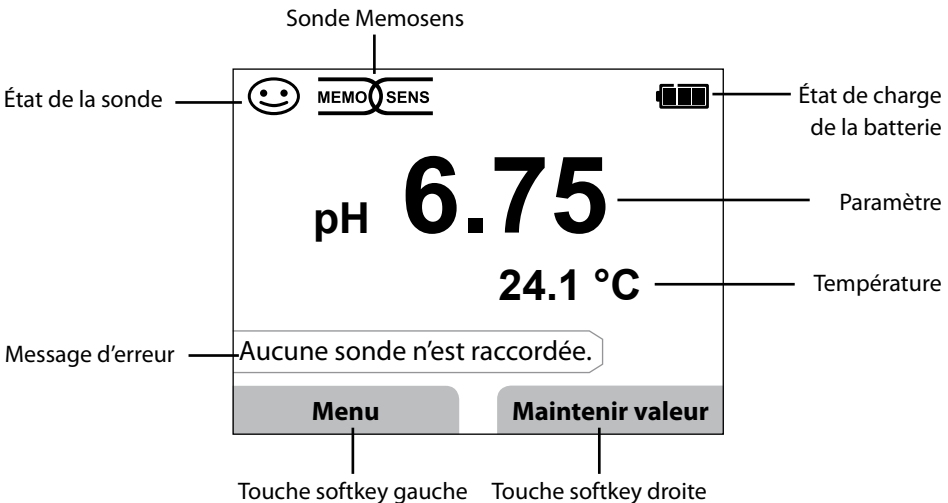 Sonde Memosens
État de la sonde
MEMO SENS
État de charge
de la batterie
pH 6.75
Paramètre
24.1 °C
Température
Message d'erreur
Aucune sonde n'est raccordée.
Menu
Maintenir valeur
Touche softkey gauche
Touche softkey droite